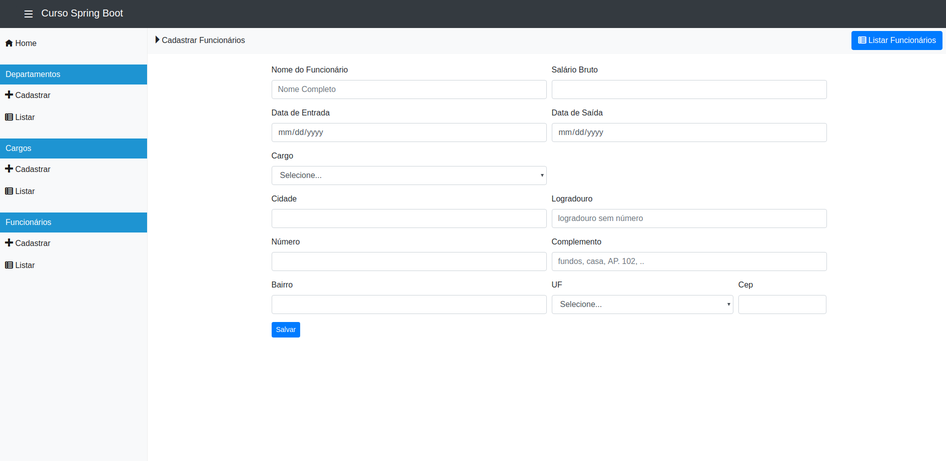 Curso Spring Boot
Home
Departamentos
Cadastrar
Listar
Cargos
Cadastrar
Listar
Funcionários
Cadastrar
Listar
Cadastrar Funcionários
Listar Funcionários
Nome do Funcionário
Salário Bruto
Nome Completo
Data de Entrada
Data de Saída
mm/dd/yyyy
mm/dd/yyyy
Cargo
Selecione...
Cidade
Logradouro
logradouro sem número
Número
Complemento
fundos, casa, AP. 102, ..
Bairro
UF
Cep
Selecione...
Salvar